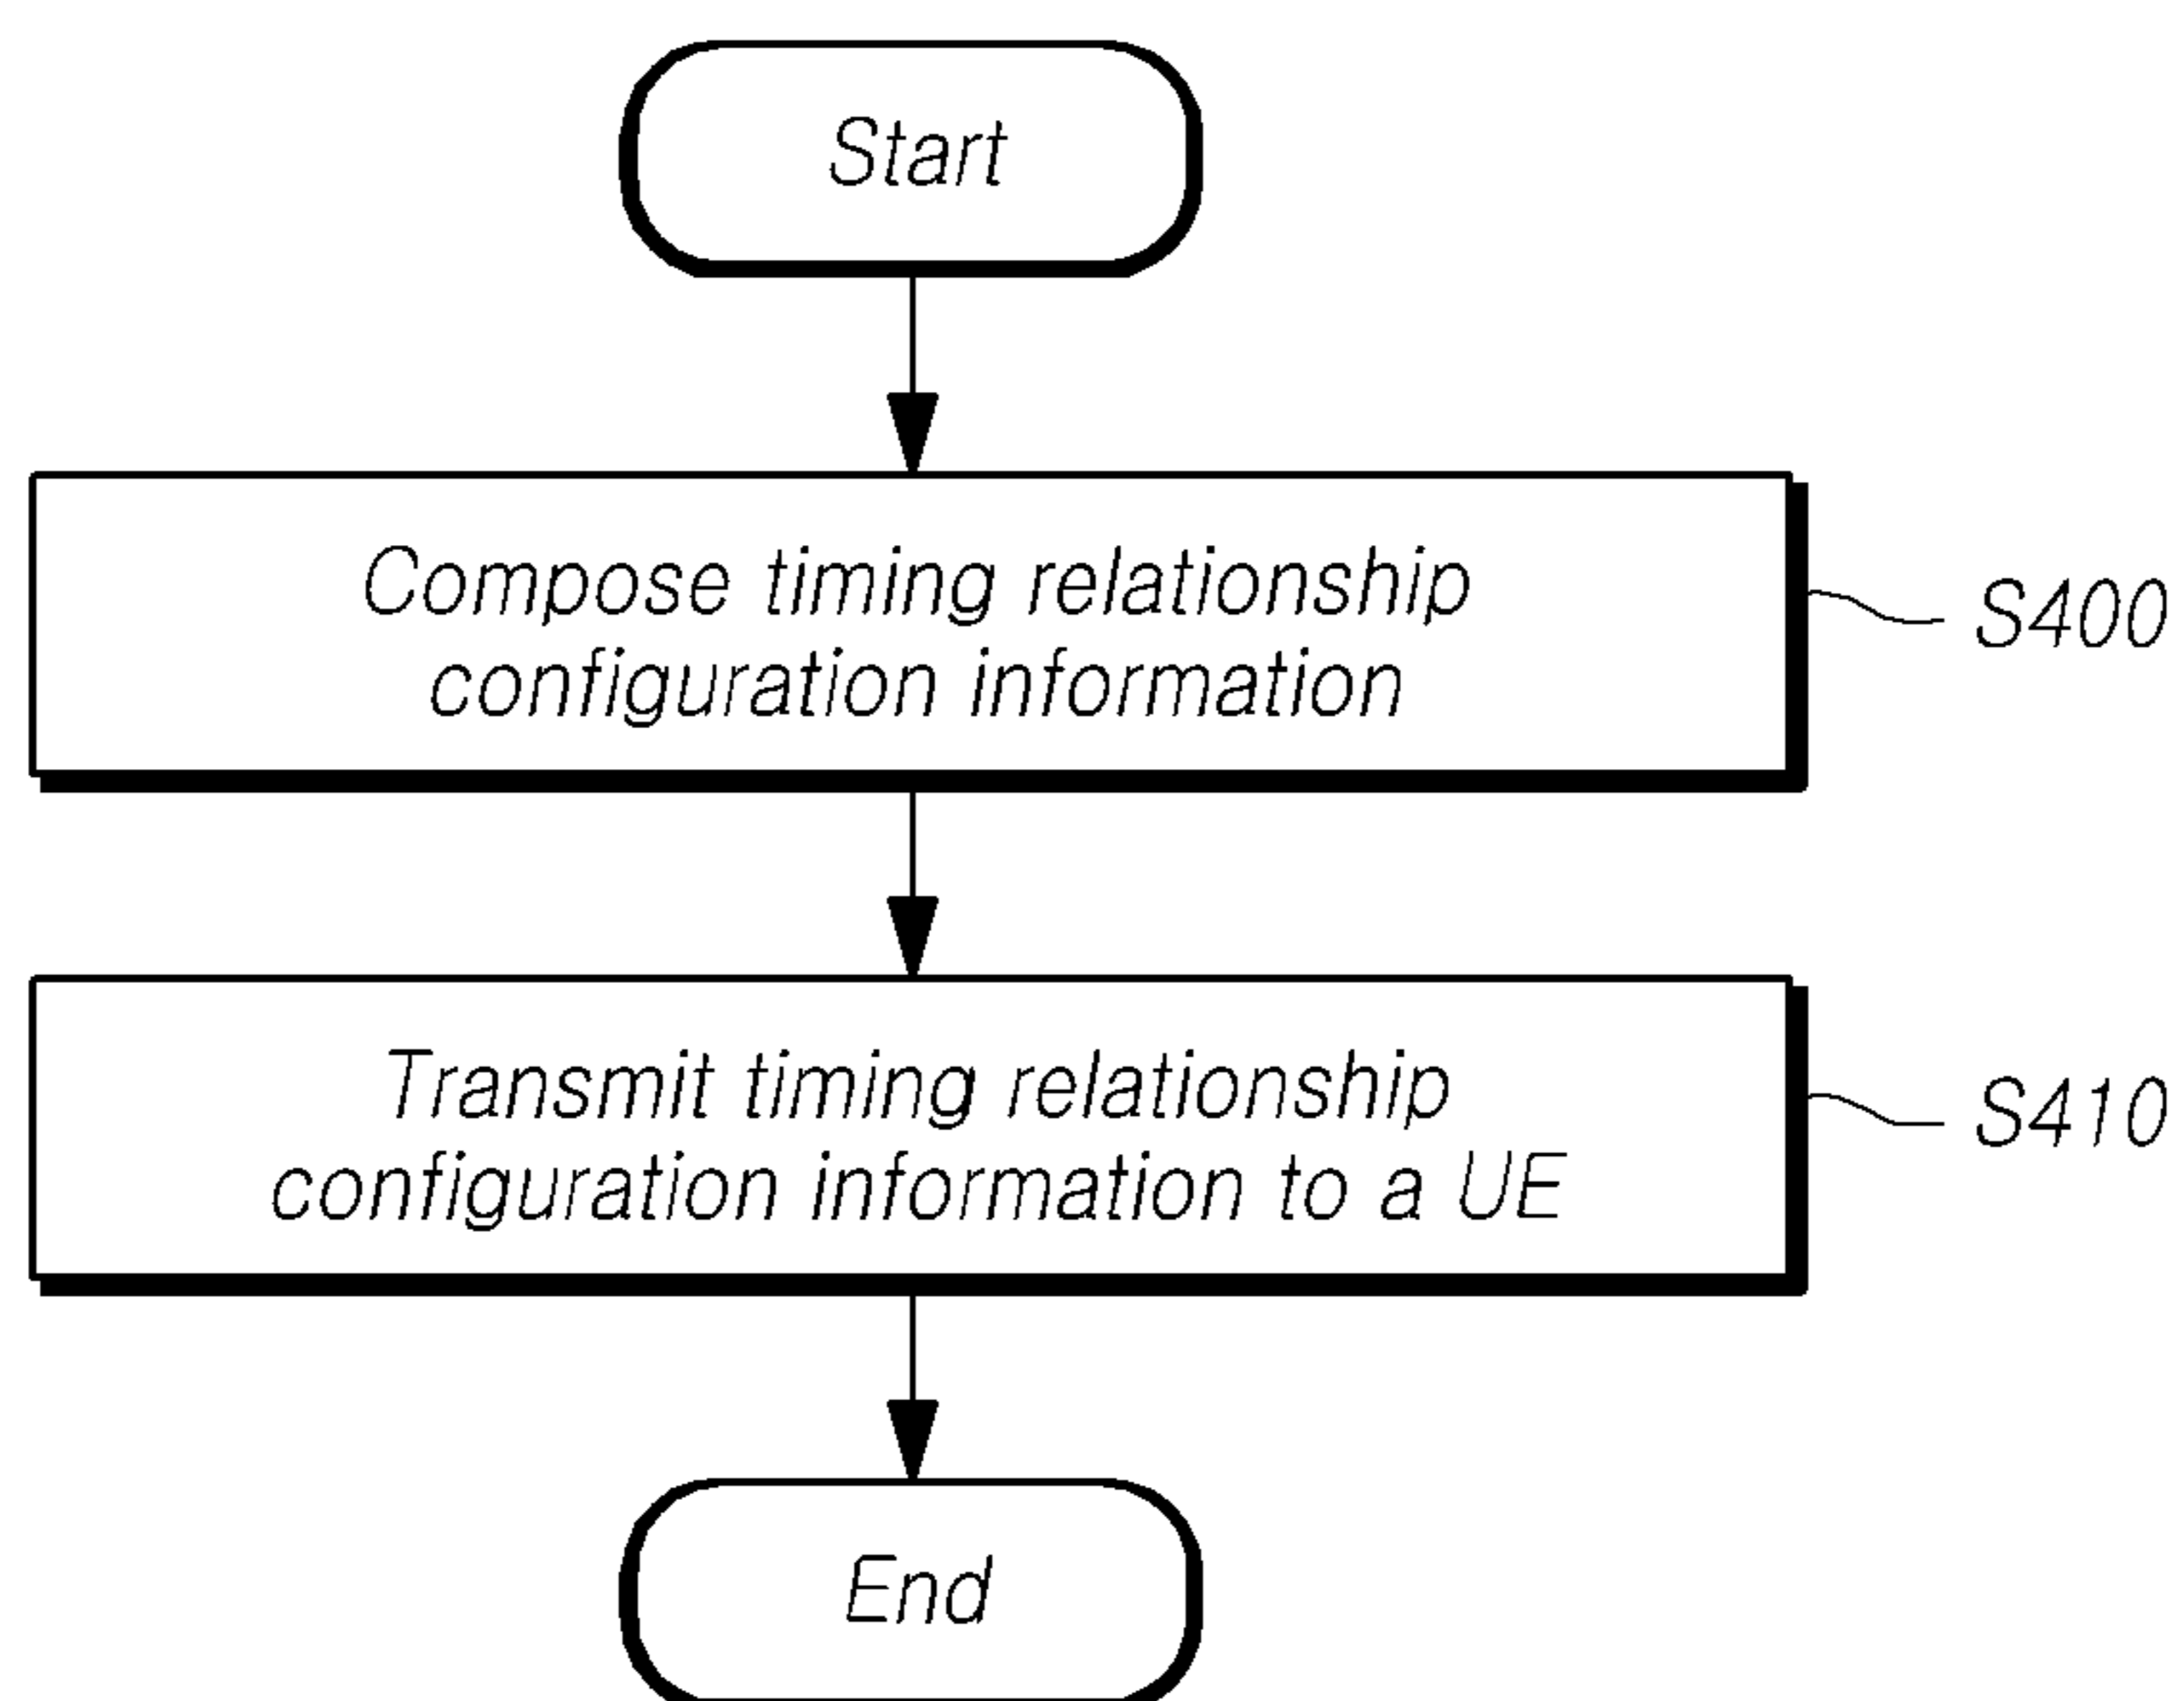 Start
Compose timing relationship
configuration information
S400
Transmit timing relationship
configuration information to a UE
S410
End